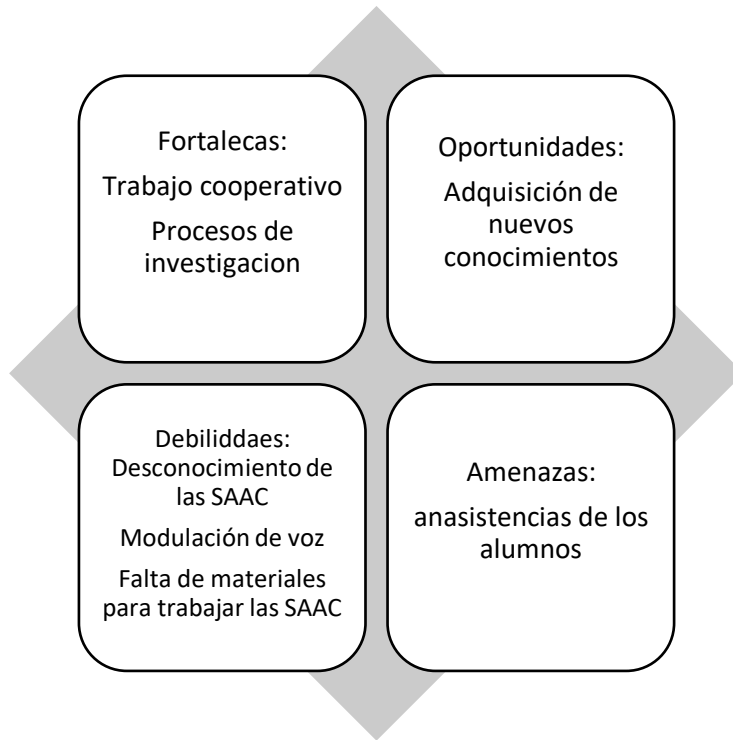 Fortalecas:
Trabajo cooperativo
Procesos de
investigacion
Oportunidades:
Adquisición de
nuevos
conocimientos
Debiliddaes:
Desconocimiento de
las SAAC
Modulación de voz
Falta de materiales
para trabajar las SAAC
Amenazas:
anasistencias de los
alumnos